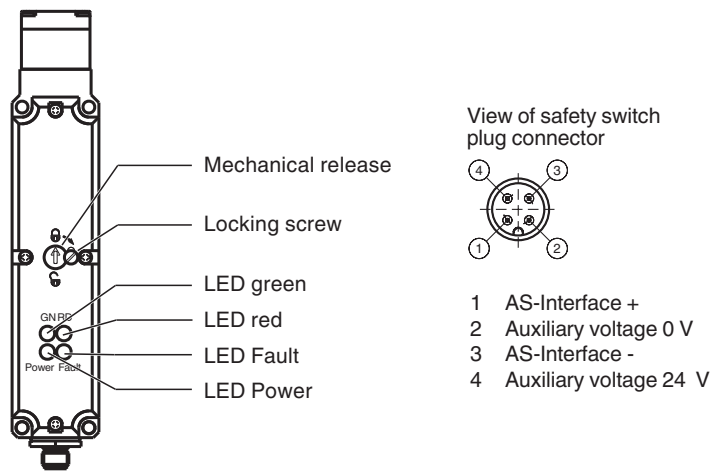 Mechanical release
Locking screw
LED green
LED red
LED Fault
LED Power
GN RD
Power Fault
View of safety switch
plug connector
4
3
1
2
1 AS-Interface +
2 Auxiliary voltage 0 V
3 AS-Interface -
4 Auxiliary voltage 24 V